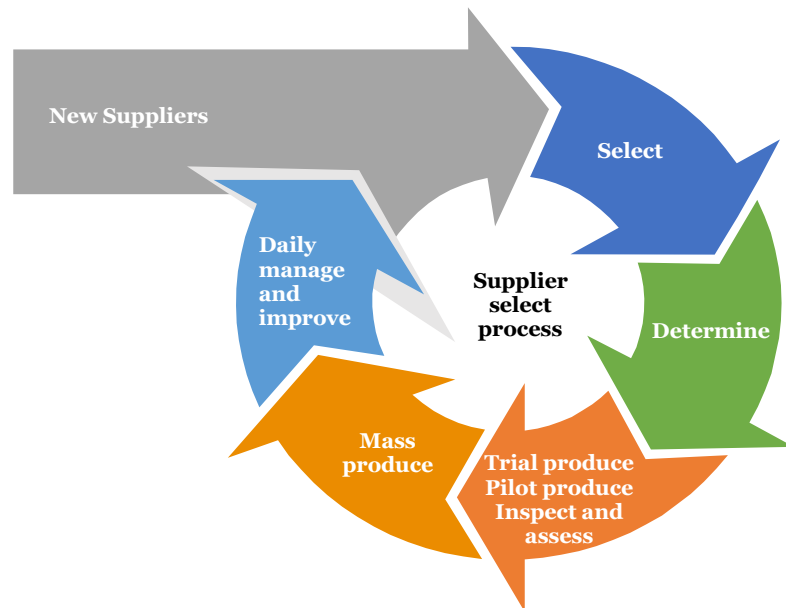 New Suppliers
Select
Determine
Trial produce
Pilot produce
Inspect and
assess
Mass
produce
Daily
manage
and
improve
Supplier
select
process